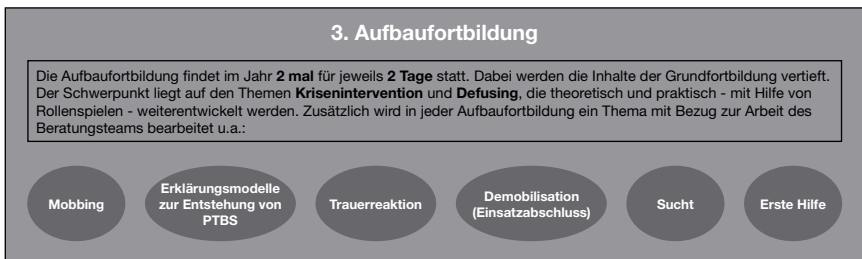 3. Aufbaufortbildung
Die Aufbaufortbildung findet im Jahr 2 mal für jeweils 2 Tage statt. Dabei werden die Inhalte der Grundfortbildung vertieft.
Der Schwerpunkt liegt auf den Themen Krisenintervention und Defusing, die theoretisch und praktisch - mit Hilfe von
Rollenspielen - weiterentwickelt werden. Zusätzlich wird in jeder Aufbaufortbildung ein Thema mit Bezug zur Arbeit des
Beratungsteams bearbeitet u.a.:
Mobbing
Erklärungsmodelle
zur Entstehung von
PTBS
Trauerreaktion
Demobilisation
(Einsatzabschluss)
Sucht
Erste Hilfe